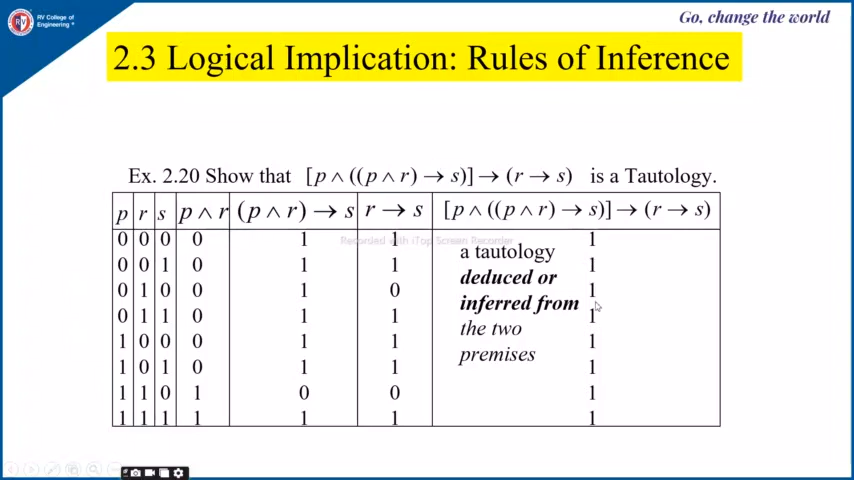 RV College of
Engineering
Go, change the world
2.3 Logical Implication: Rules of Inference
Ex. 2.20 Show that [p ∧ ((p ∧ r) → s)] → (r → s) is a Tautology.
p r s p ∧ r (p ∧ r) → s r → s [p ∧ ((p ∧ r) → s)] → (r → s)
0 0 0 0 1 1 1
Recorded with iTop Screen Recorder
a tautology
0 0 1 0 1 1 1
deduced or
0 1 0 0 1 0 1
inferred from
0 1 1 0 1 1 1
the two
1 0 0 0 1 1 1
premises
1 0 1 0 1 1 1
1 1 0 1 0 0 1
1 1 1 1 1 1 1